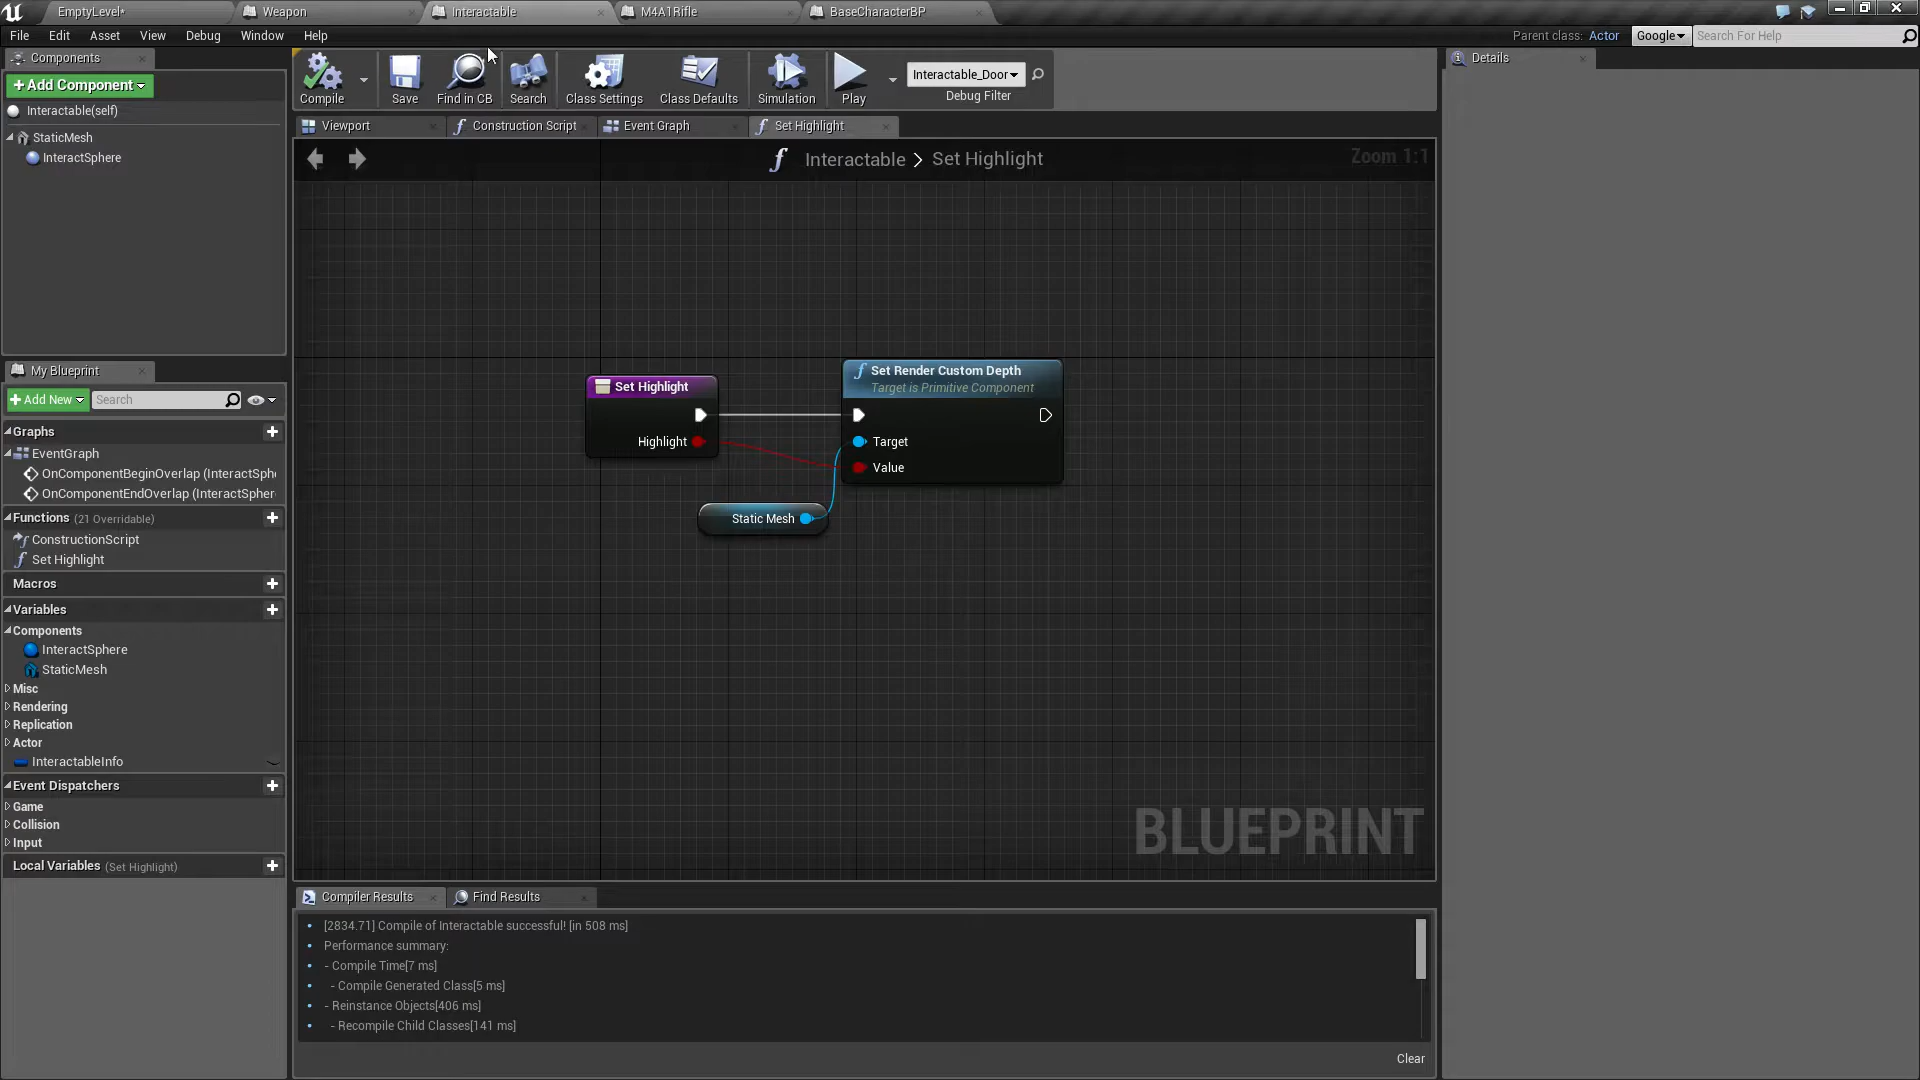 EmptyLevel*
Weapon
Interactable
M4A1Rifle
BaseCharacterBP
File Edit Asset View Debug Window Help
Parent class: Actor
Google
Search For Help
Components
+Add Component
Interactable(self)
StaticMesh
InteractSphere
Compile
Save
Find in CB
Search
Class Settings
Class Defaults
Simulation
Play
Interactable_Door
Debug Filter
Details
Viewport
Construction Script
Event Graph
Set Highlight
Interactable > Set Highlight
Zoom 1:1
Set Highlight
Highlight
Set Render Custom Depth
Target is Primitive Component
Target
Value
Static Mesh
BLUEPRINT
My Blueprint
+Add New
Search
Graphs
EventGraph
OnComponentBeginOverlap (InteractSphe
OnComponentEndOverlap (InteractSpher
Functions (21 Overridable)
ConstructionScript
Set Highlight
Macros
Variables
Components
InteractSphere
StaticMesh
Misc
Rendering
Replication
Actor
InteractableInfo
Event Dispatchers
Game
Collision
Input
Local Variables (Set Highlight)
Compiler Results
Find Results
[2834.71] Compile of Interactable successful! [in 508 ms]
Performance summary:
- Compile Time[7 ms]
- Compile Generated Class[5 ms]
- Reinstance Objects[406 ms]
- Recompile Child Classes[141 ms]
Clear